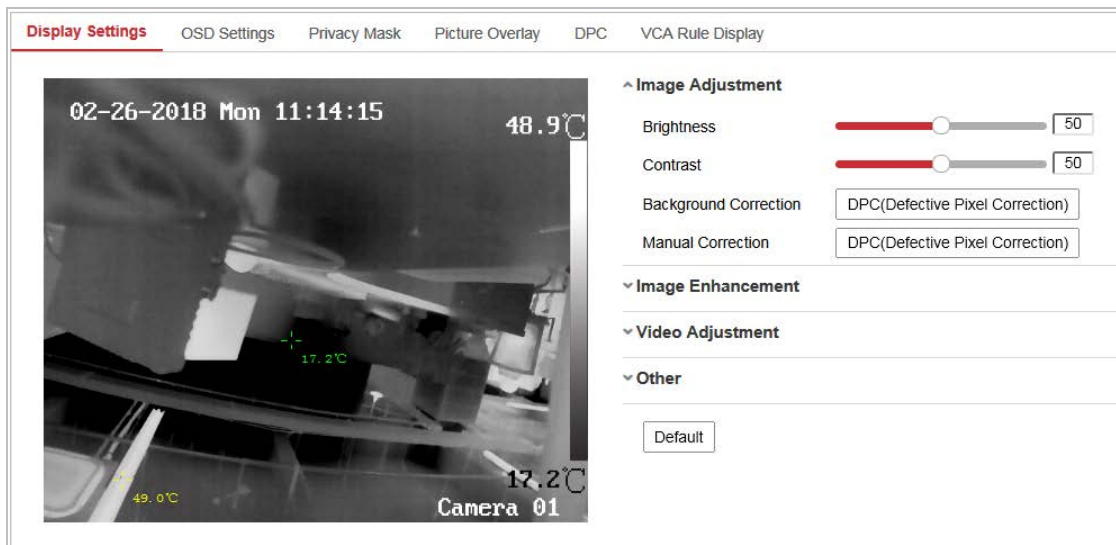 Display Settings OSD Settings Privacy Mask Picture Overlay DPC VCA Rule Display
02-26-2018 Mon 11:14:15
48.9℃
17.2℃
49.0℃
17.2℃
Camera 01
Image Adjustment
Brightness 50
Contrast 50
Background Correction DPC(Defective Pixel Correction)
Manual Correction DPC(Defective Pixel Correction)
Image Enhancement
Video Adjustment
Other
Default